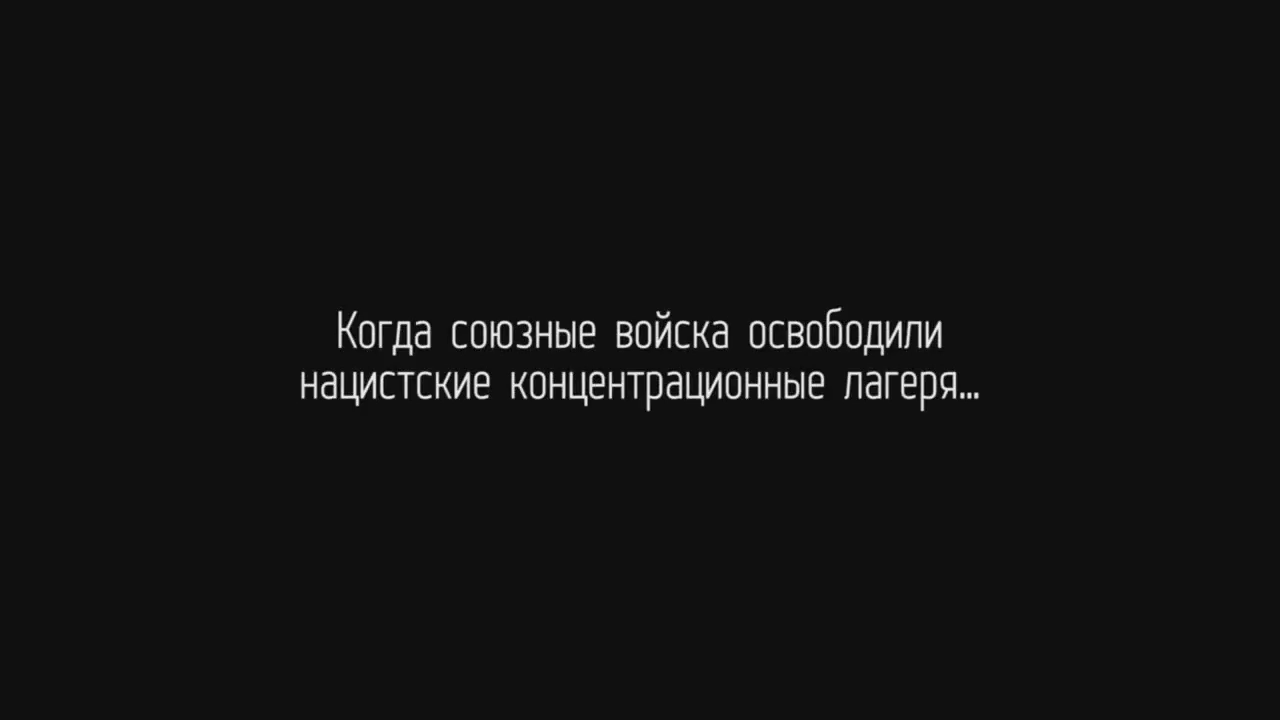 Когда союзные войска освободили
нацистские концентрационные лагеря...